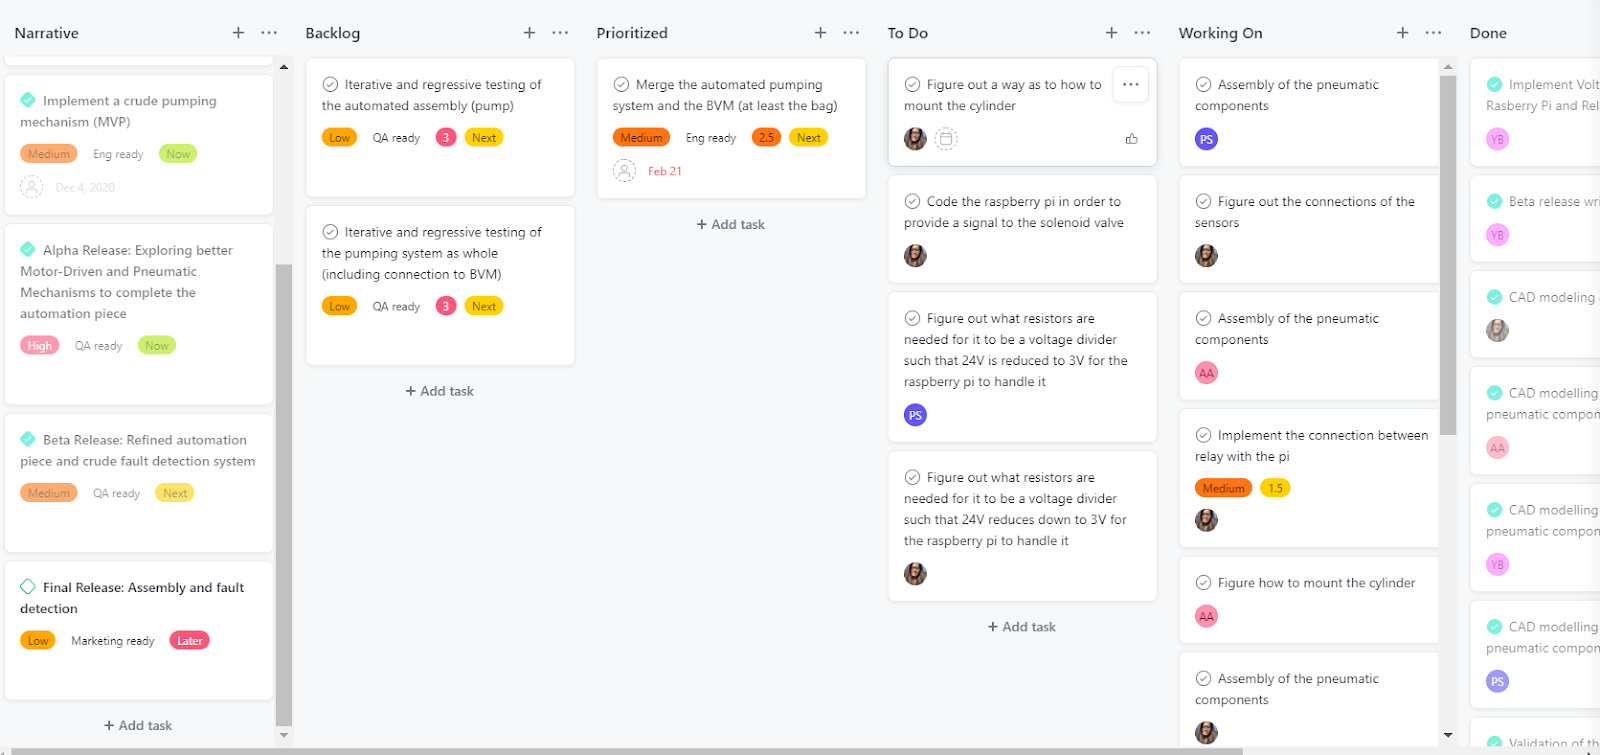 Narrative
Implement a crude pumping
mechanism (MVP)
Medium Eng ready Now
Dec 4, 2020
Alpha Release: Exploring better
Motor-Driven and Pneumatic
Mechanisms to complete the
automation piece
High QA ready Now
Beta Release: Refined automation
piece and crude fault detection system
Medium QA ready Next
Final Release: Assembly and fault
detection
Low Marketing ready Later
+ Add task
Backlog
Iterative and regressive testing of
the automated assembly (pump)
Low QA ready 3 Next
Iterative and regressive testing of
the pumping system as whole
(including connection to BVM)
Low QA ready 3 Next
+ Add task
Prioritized
Merge the automated pumping
system and the BVM (at least the bag)
Medium Eng ready 2.5 Next
Feb 21
+ Add task
To Do
Figure out a way as to how to
mount the cylinder
Code the raspberry pi in order to
provide a signal to the solenoid valve
Figure out what resistors are
needed for it to be a voltage divider
such that 24V is reduced to 3V for the
raspberry pi to handle it
PS
Figure out what resistors are
needed for it to be a voltage divider
such that 24V reduces down to 3V for
the raspberry pi to handle it
+ Add task
Working On
Assembly of the pneumatic
components
PS
Figure out the connections of the
sensors
Assembly of the pneumatic
components
AA
Implement the connection between
relay with the pi
Medium 1.5
Figure how to mount the cylinder
AA
Assembly of the pneumatic
components
Done
Implement Volt
Rasberry Pi and Rel
YB
Beta release wri
YB
CAD modeling
CAD modelling
pneumatic compon
AA
CAD modelling
pneumatic compon
YB
CAD modelling
pneumatic compon
PS
Validation of th